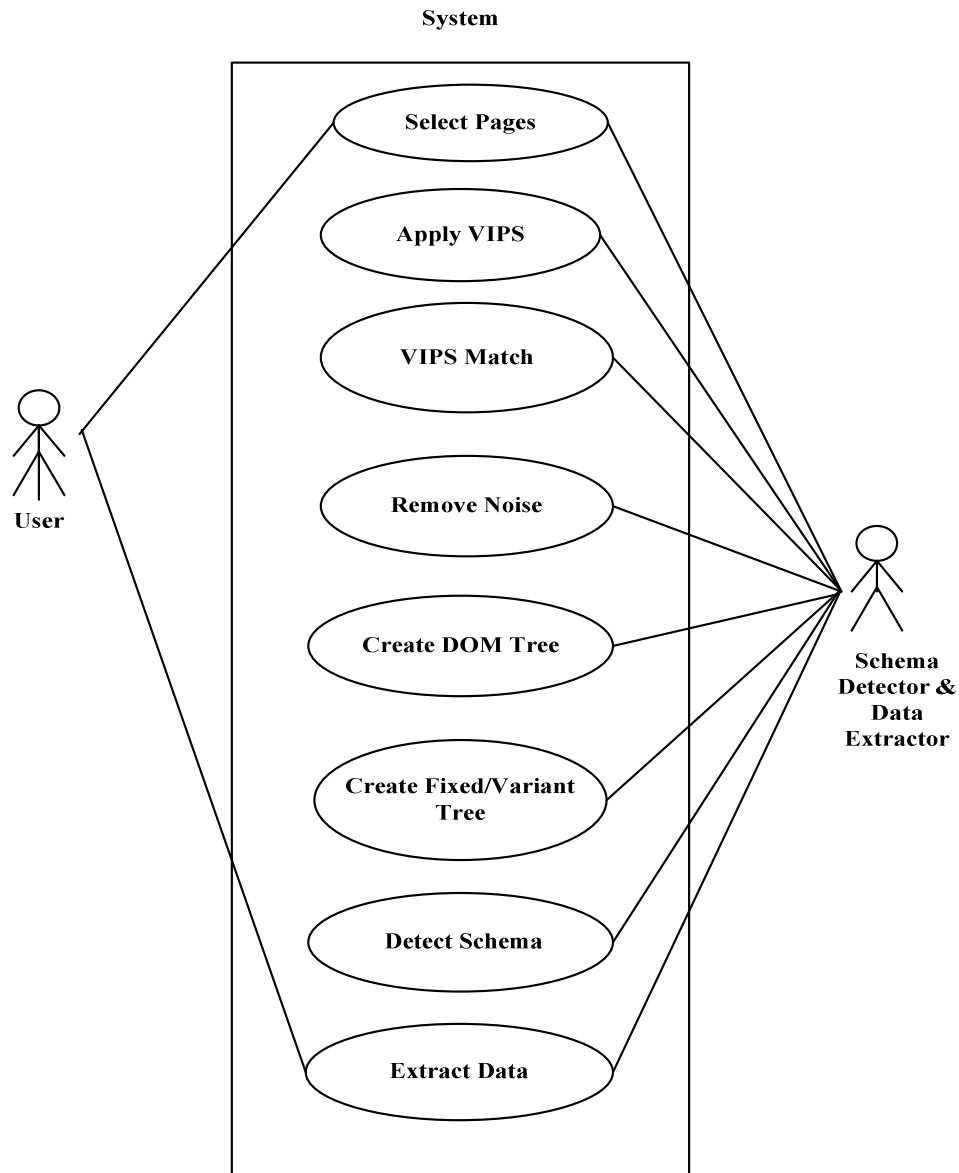 System
Select Pages
Apply VIPS
VIPS Match
Remove Noise
User
Create DOM Tree
Schema
Detector &
Data
Extractor
Create Fixed/Variant
Tree
Detect Schema
Extract Data